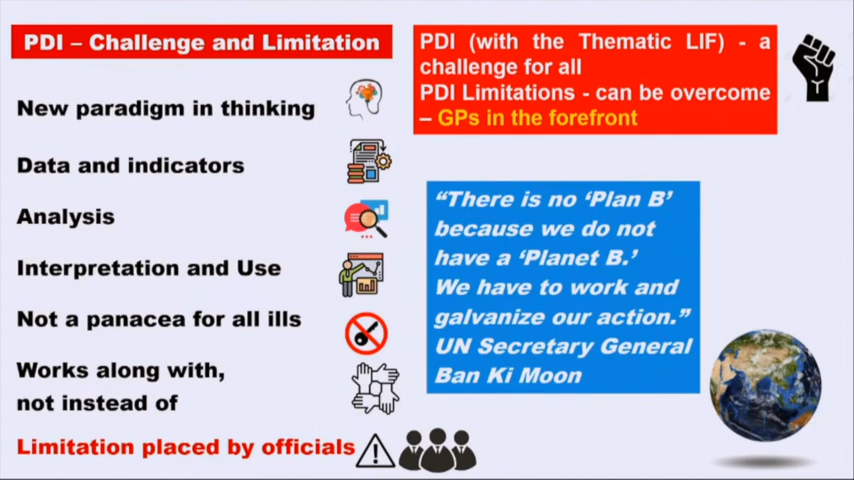 PDI – Challenge and Limitation
New paradigm in thinking
Data and indicators
Analysis
Interpretation and Use
Not a panacea for all ills
Works along with,
not instead of
Limitation placed by officials
PDI (with the Thematic LIF) - a
challenge for all
PDI Limitations - can be overcome
– GPs in the forefront
“There is no ‘Plan B’
because we do not
have a ‘Planet B.’
We have to work and
galvanize our action.”
UN Secretary General
Ban Ki Moon